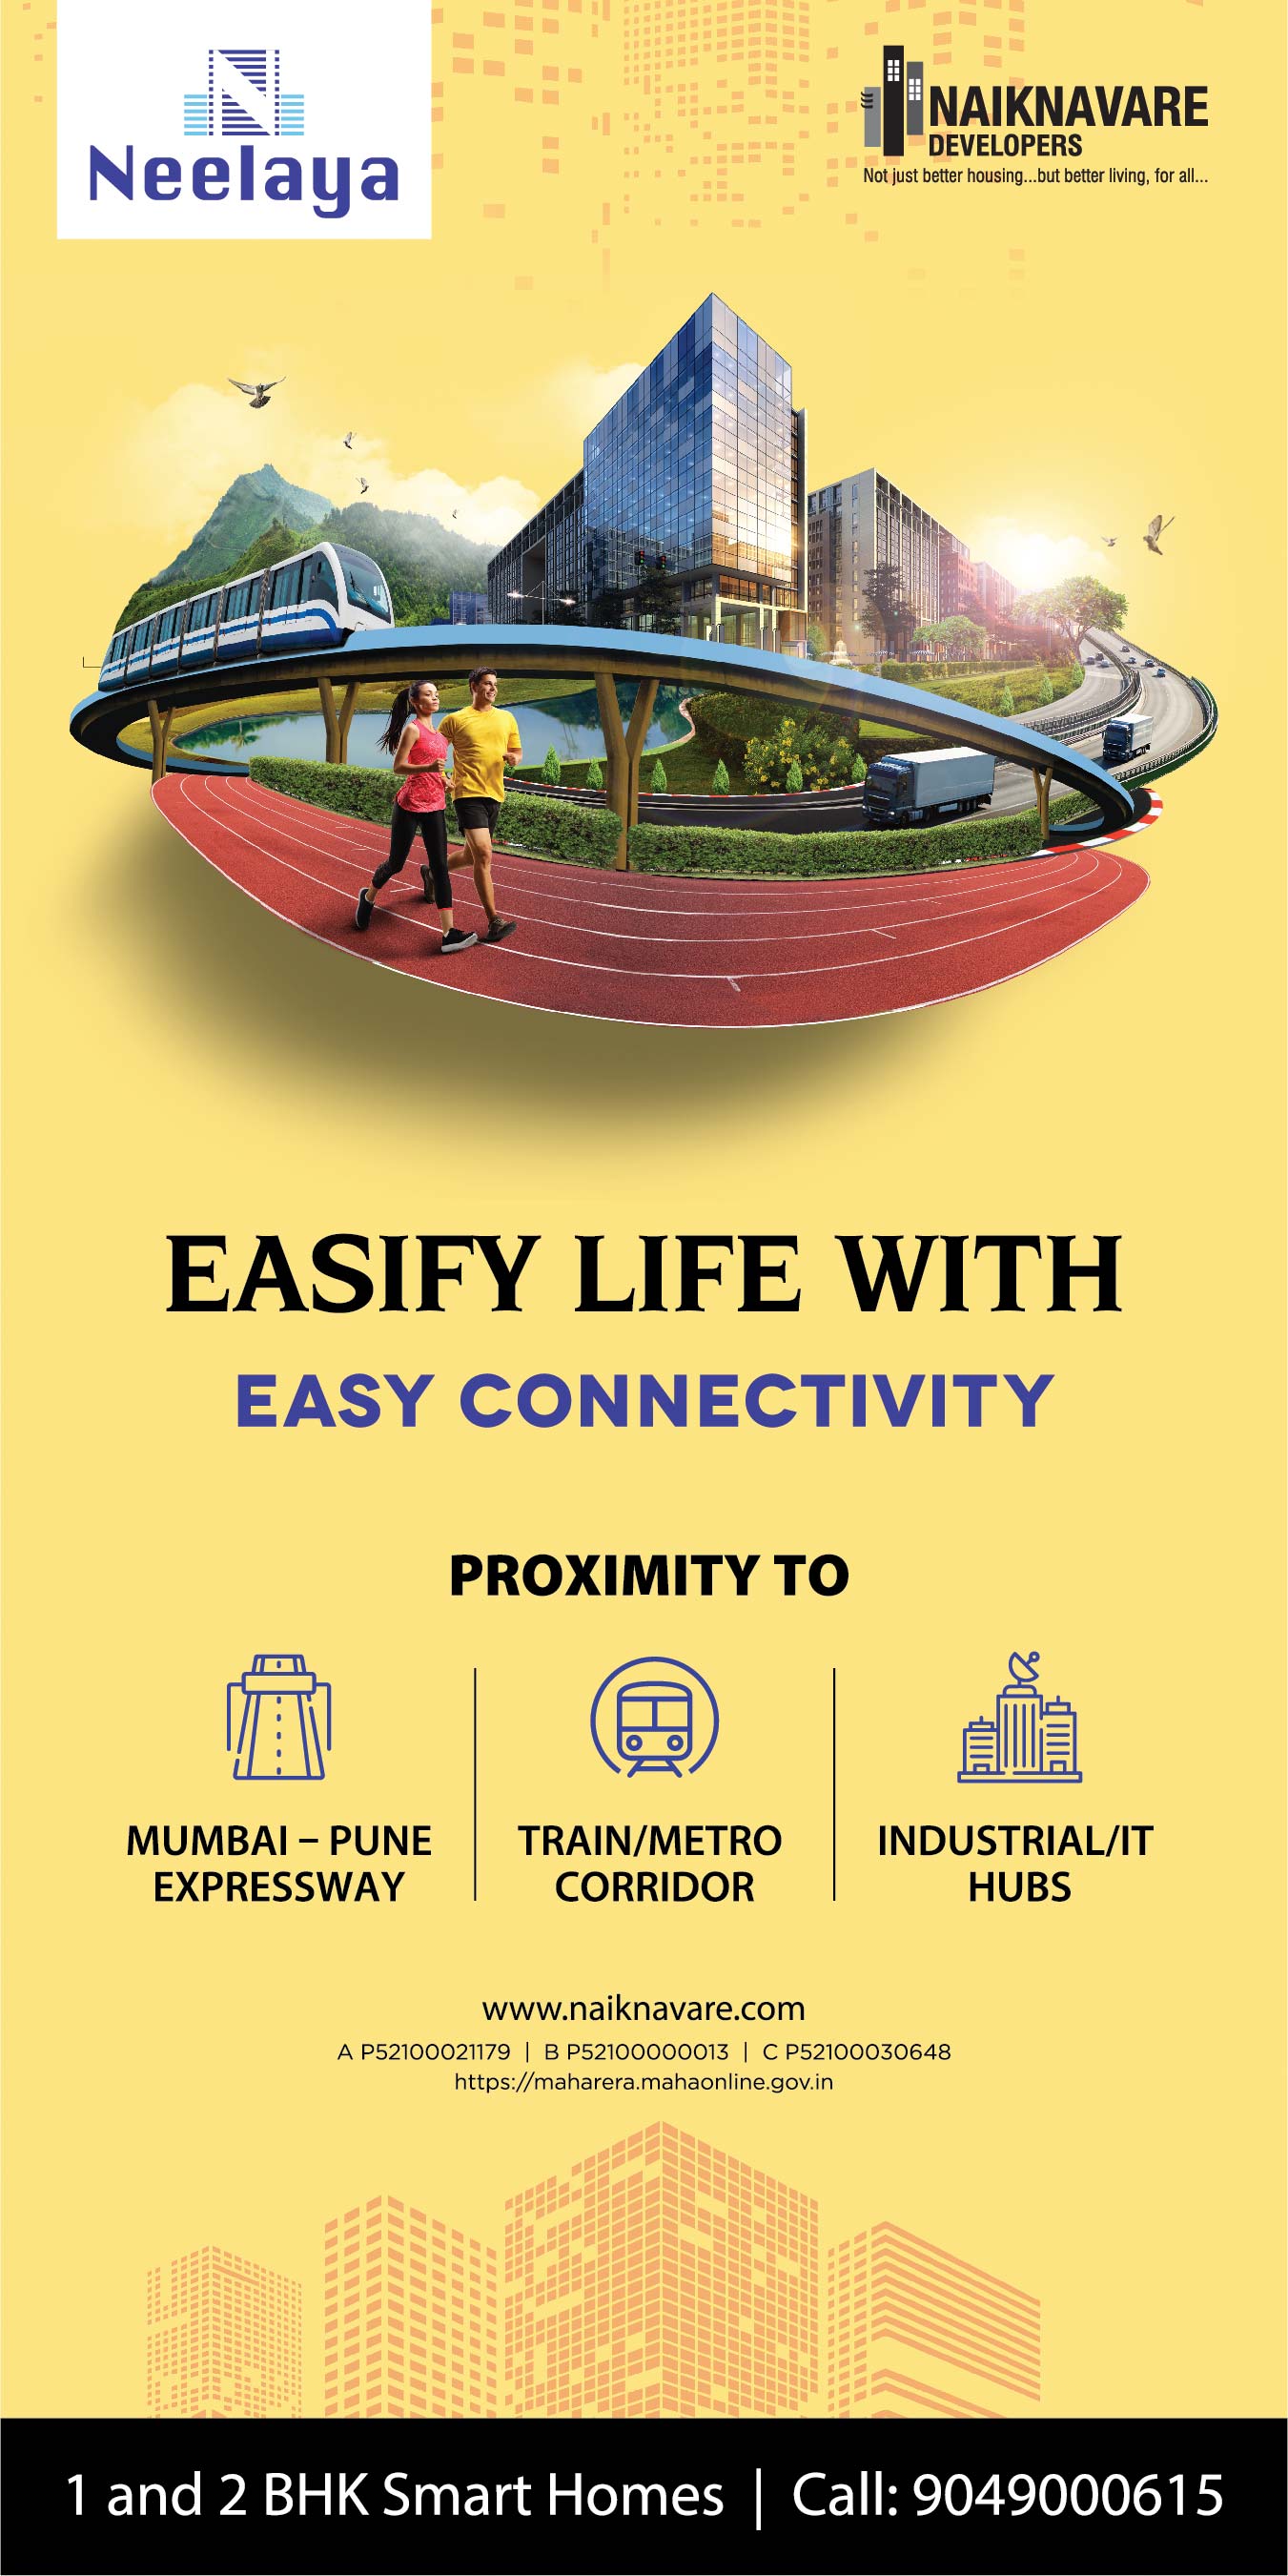 Neelaya
NAIKNAVARE
DEVELOPERS
Not just better housing...but better living, for all...
EASIFY LIFE WITH
EASY CONNECTIVITY
PROXIMITY TO
MUMBAI – PUNE
EXPRESSWAY
TRAIN/METRO
CORRIDOR
INDUSTRIAL/IT
HUBS
www.naiknavare.com
A P52100021179 | B P52100000013 | C P52100030648
https://maharera.mahaonline.gov.in
1 and 2 BHK Smart Homes | Call: 9049000615